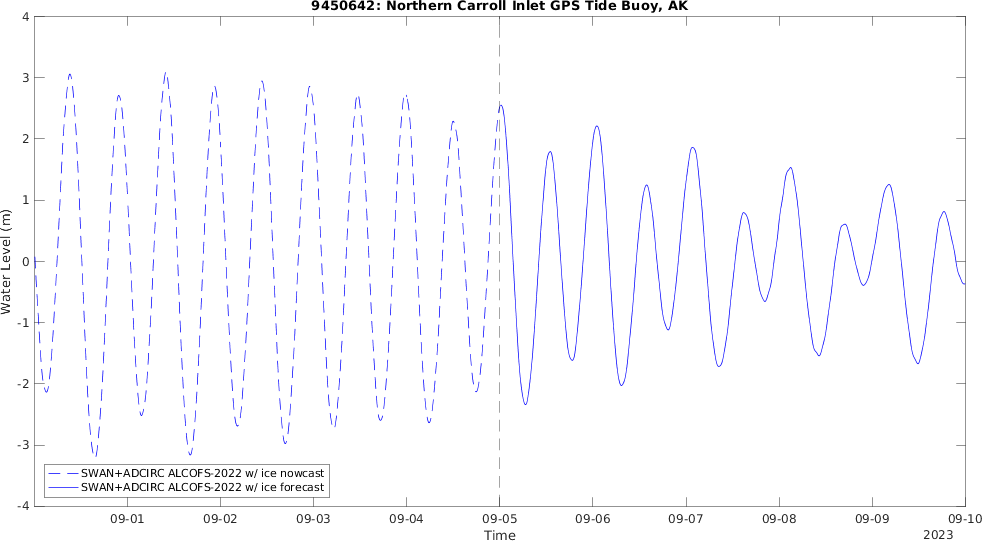 9450642: Northern Carroll Inlet GPS Tide Buoy, AK
Water Level (m)
4
3
2
1
0
-1
-2
-3
-4
SWAN+ADCIRC ALCOFS-2022 w/ ice nowcast
SWAN+ADCIRC ALCOFS-2022 w/ ice forecast
09-01 09-02 09-03 09-04 09-05 09-06 09-07 09-08 09-09 09-10
Time
2023